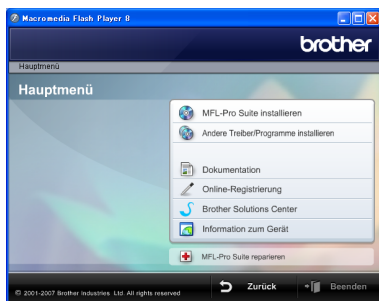 Macromedia Flash Player 8
brother
Hauptmenü
Hauptmenü
MFL-Pro Suite installieren
Andere Treiber/Programme installieren
Dokumentation
Online-Registrierung
Brother Solutions Center
Information zum Gerät
MFL-Pro Suite reparieren
© 2001-2007 Brother Industries Ltd. All rights reserved
Zurück
Beenden